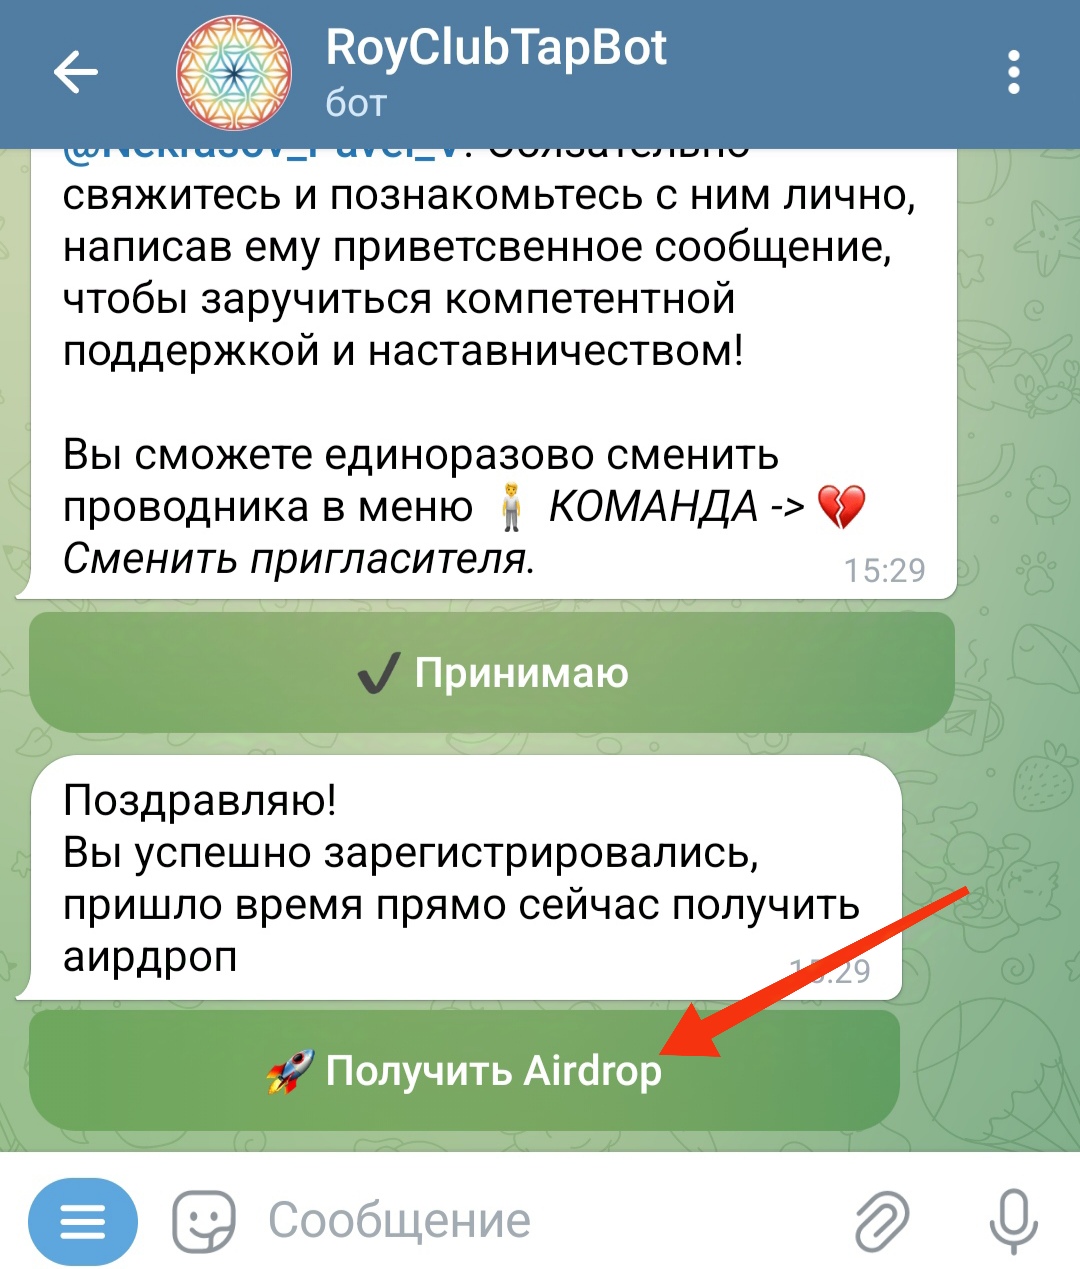 RoyClubTapBot
бот
свяжитесь и познакомьтесь с ним лично,
написав ему приветсвенное сообщение,
чтобы заручиться компетентной
поддержкой и наставничеством!
Вы сможете единоразово сменить
проводника в меню 🧍 КОМАНДА -> 💔
Сменить пригласителя.
15:29
✔ Принимаю
Поздравляю!
Вы успешно зарегистрировались,
пришло время прямо сейчас получить
аирдроп
15:29
🚀 Получить Airdrop
Сообщение